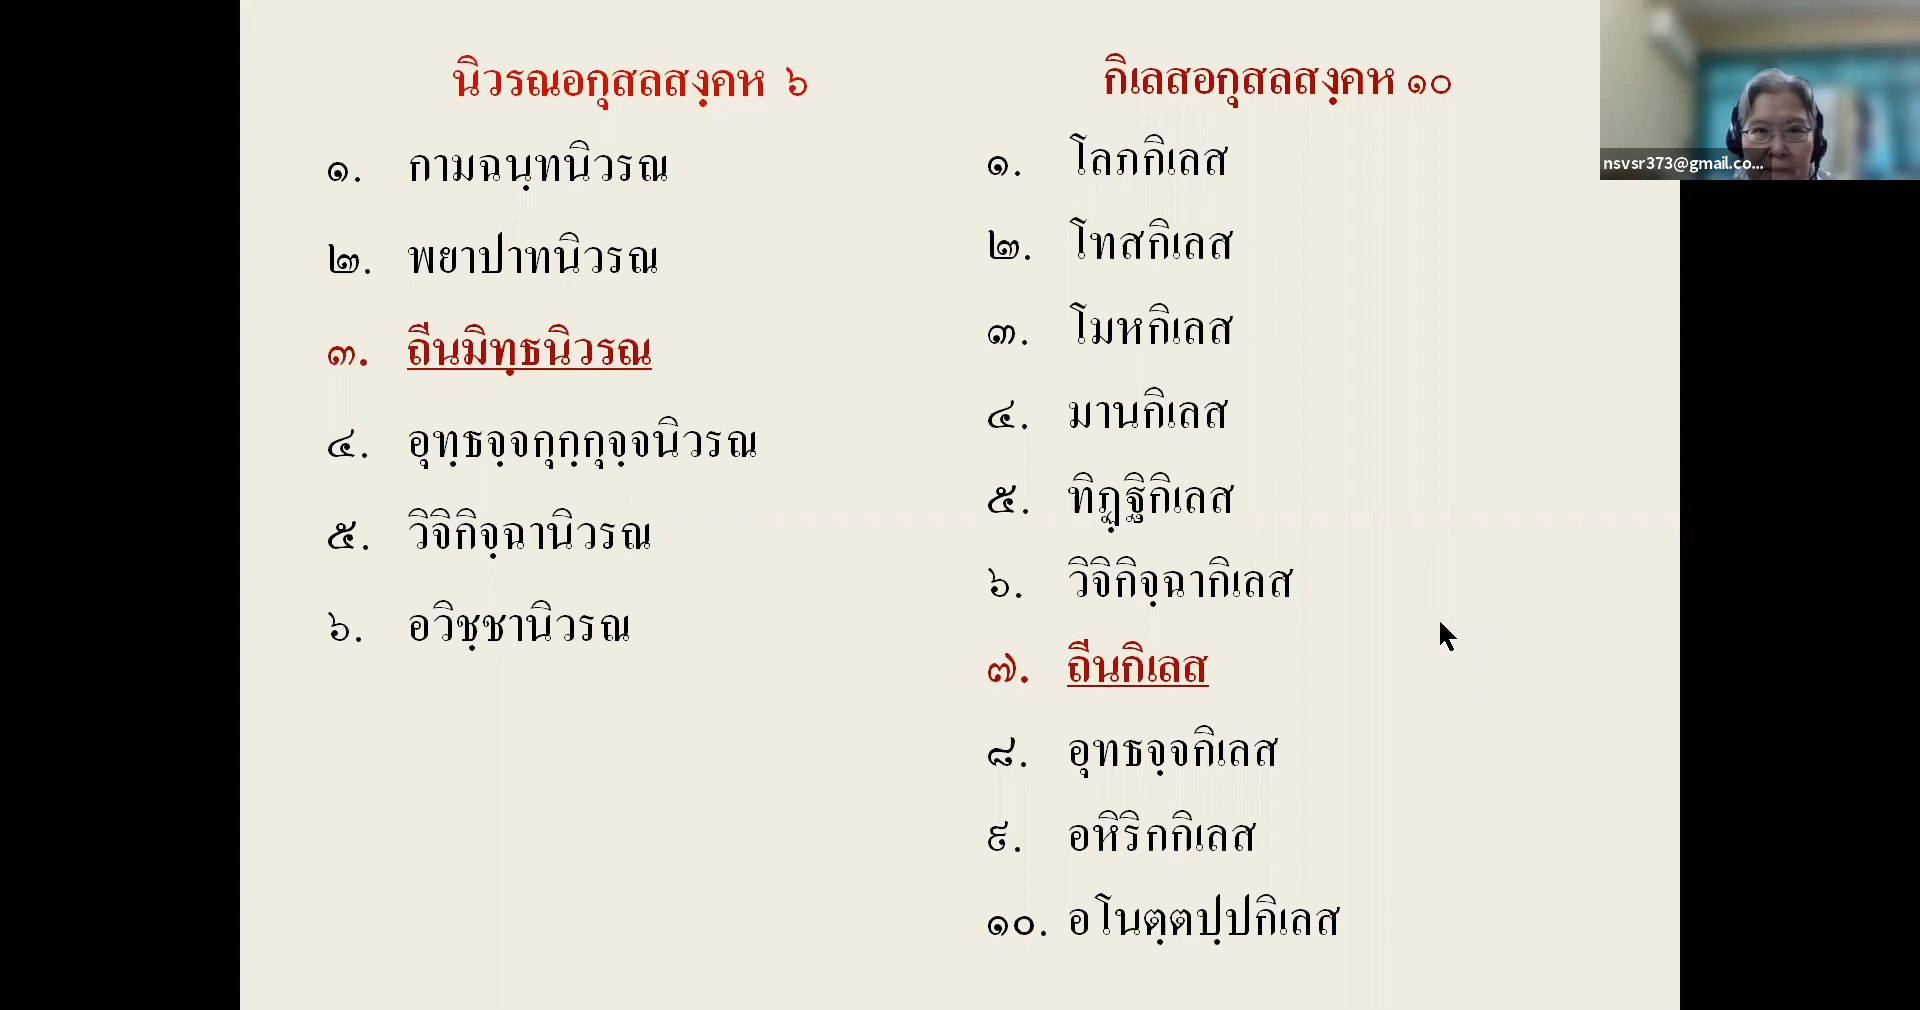 นิวรณอกุสลสงฺคห ๖
๑. กามฉนฺทนิวรณ
๒. พยาปาทนิวรณ
๓. ถีนมิทฺธนิวรณ
๔. อุทฺธจฺจกุกฺกุจฺจนิวรณ
๕. วิจิกิจฺฉานิวรณ
๖. อวิชฺชานิวรณ
กิเลสอกุสลสงฺคห ๑๐
๑. โลภกิเลส
๒. โทสกิเลส
๓. โมหกิเลส
๔. มานกิเลส
๕. ทิฏฺฐิกิเลส
๖. วิจิกิจฺฉากิเลส
๗. ถีนกิเลส
๘. อุทธจฺจกิเลส
๙. อหิริกกิเลส
๑๐. อโนตฺตปฺปกิเลส
nsvsr373@gmail.co...